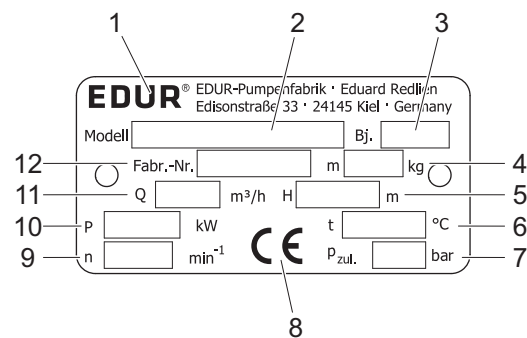 1 2 3
EDUR® EDUR-Pumpenfabrik · Eduard Redlien
Edisonstraße 33 · 24145 Kiel · Germany
Modell Bj.
12 Fabr.-Nr. m kg 4
11 Q m³/h H m 5
10 P kW t °C 6
9 n min⁻¹ CE p zul. bar 7
8